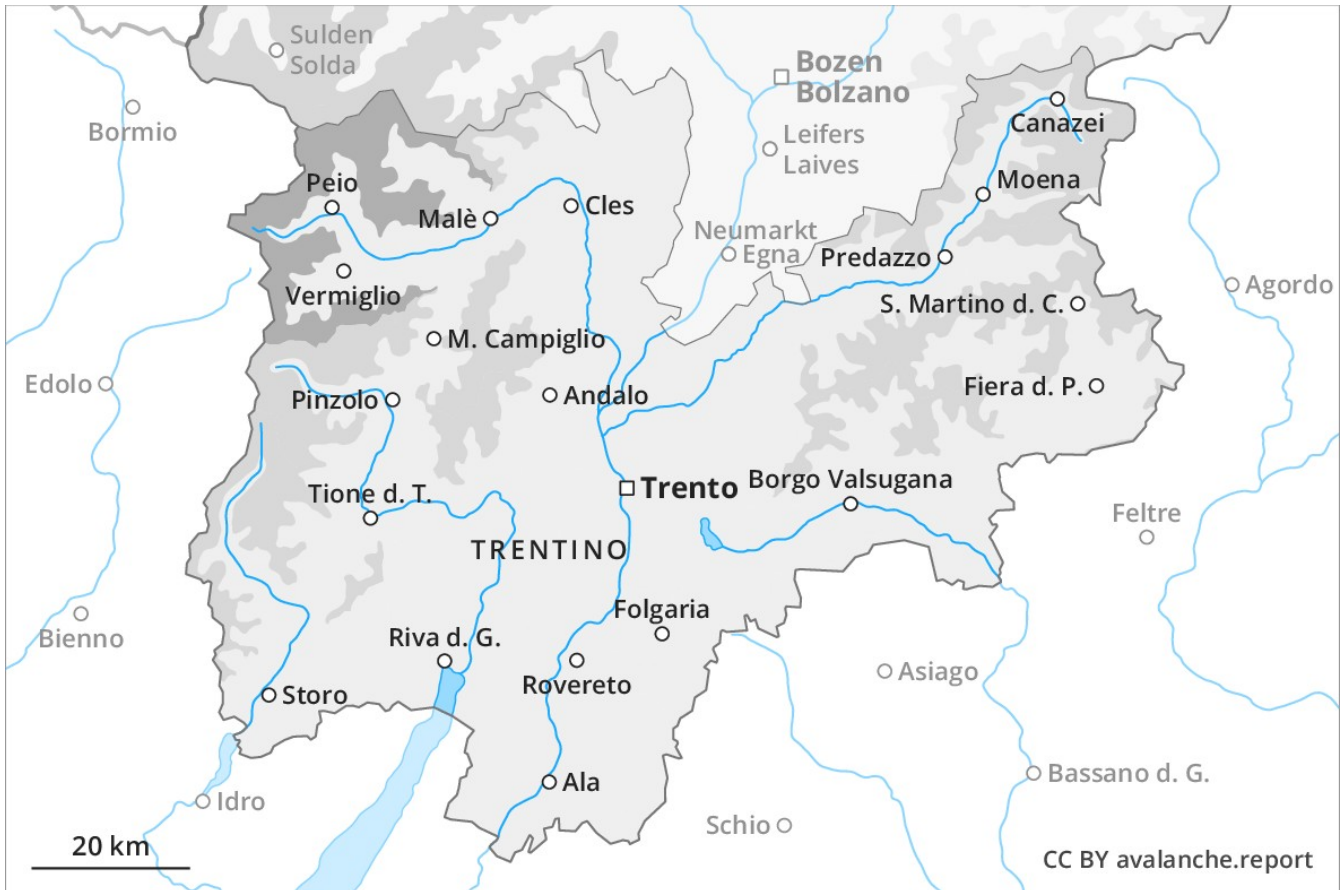 Sulden
Solda
Bozen
Bolzano
Bormio
Canazei
Leifers
Laives
Peio
Moena
Malè
Cles
Neumarkt
Egna
Predazzo
Vermiglio
Agordo
S. Martino d. C.
M. Campiglio
Edolo
Pinzolo
Andalo
Fiera d. P.
Trento
Borgo Valsugana
Tione d. T.
Feltre
TRENTINO
Folgaria
Bienno
Riva d. G.
Asiago
Rovereto
Storo
Bassano d. G.
Ala
Idro
Schio
20 km
CC BY avalanche.report